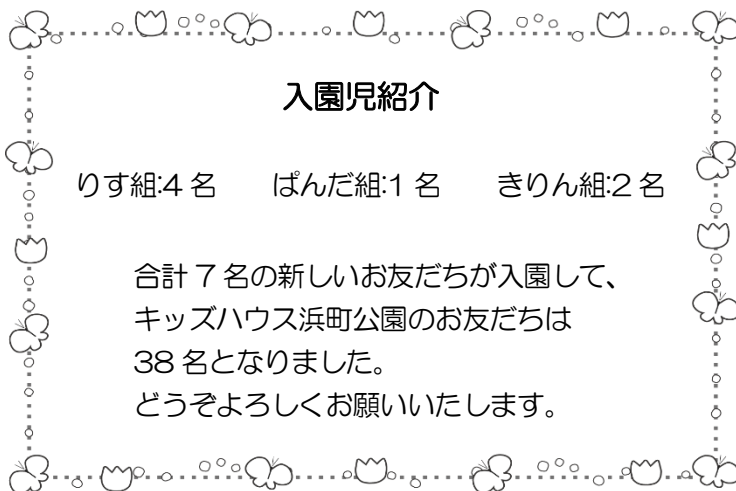 入園児紹介
りす組:4 名　　ぱんだ組:1 名　　きりん組:2 名
合計 7 名の新しいお友だちが入園して、
キッズハウス浜町公園のお友だちは
38 名となりました。
どうぞよろしくお願いいたします。